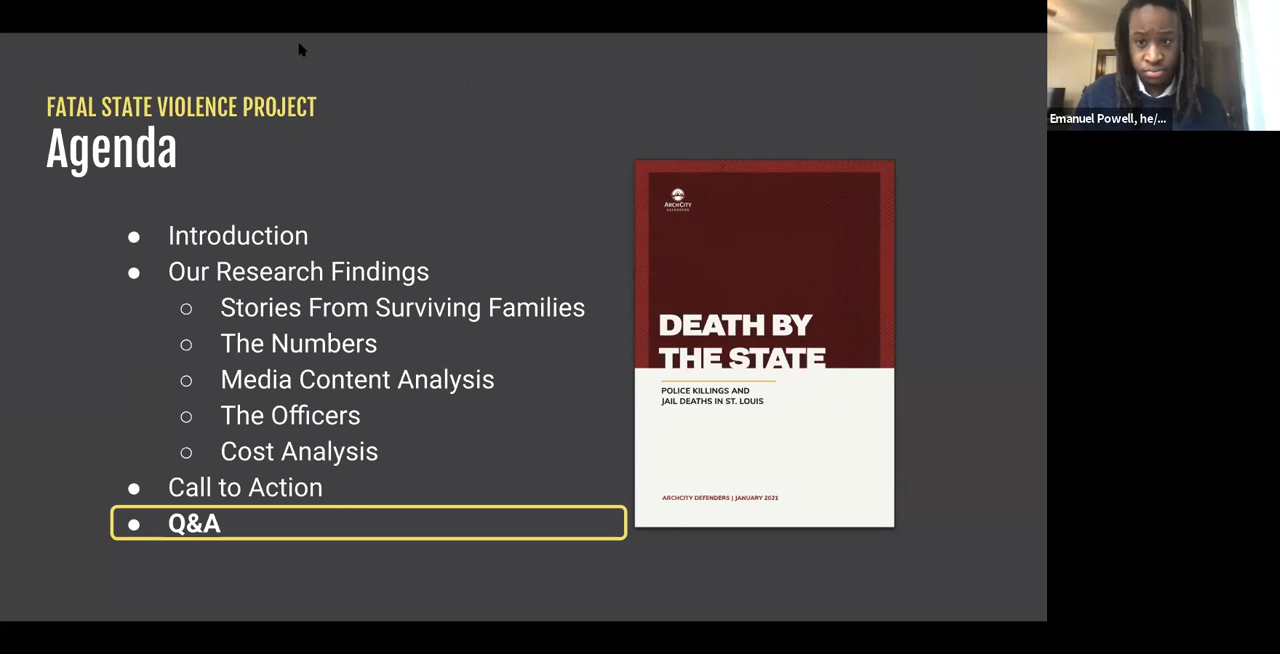 FATAL STATE VIOLENCE PROJECT
Agenda
● Introduction
● Our Research Findings
○ Stories From Surviving Families
○ The Numbers
○ Media Content Analysis
○ The Officers
○ Cost Analysis
● Call to Action
● Q&A
ARCHCITY
DEFENDERS
DEATH BY
THE STATE
POLICE KILLINGS AND
JAIL DEATHS IN ST. LOUIS
ARCHCITY DEFENDERS | JANUARY 2021
Emanuel Powell, he/...